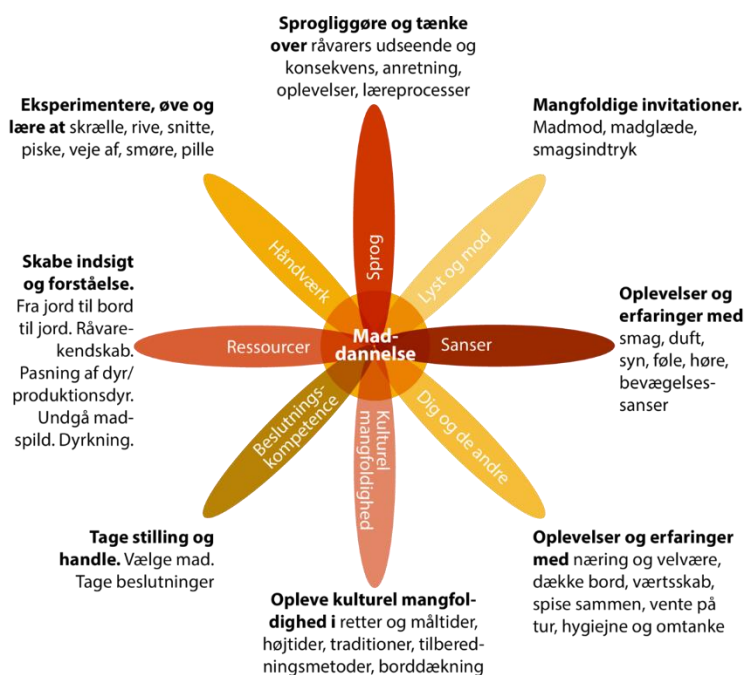 Sprogliggøre og tænke
over råvarers udseende og
konsekvens, anretning,
oplevelser, læreprocesser
Eksperimentere, øve og
lære at skrælle, rive, snitte,
piske, veje af, smøre, pille
Mangfoldige invitationer.
Madmod, madglæde,
smagsindtryk
Håndværk
Sprog
Lyst og mod
Skabe indsigt
og forståelse.
Fra jord til bord
til jord. Råvare-
kendskab.
Pasning af dyr/
produktionsdyr.
Undgå mad-
spild. Dyrkning.
Ressourcer
Mad-
dannelse
Sanser
Oplevelser og
erfaringer med
smag, duft,
syn, føle, høre,
bevægelses-
sanser
Beslutnings-
kompetence
Kulturel
mangfoldighed
Dig og de andre
Tage stilling og
handle. Vælge mad.
Tage beslutninger
Opleve kulturel mangfol-
dighed i retter og måltider,
højtider, traditioner, tilbered-
ningsmetoder, borddækning
Oplevelser og erfaringer
med næring og velvære,
dække bord, værtsskab,
spise sammen, vente på
tur, hygiejne og omtanke